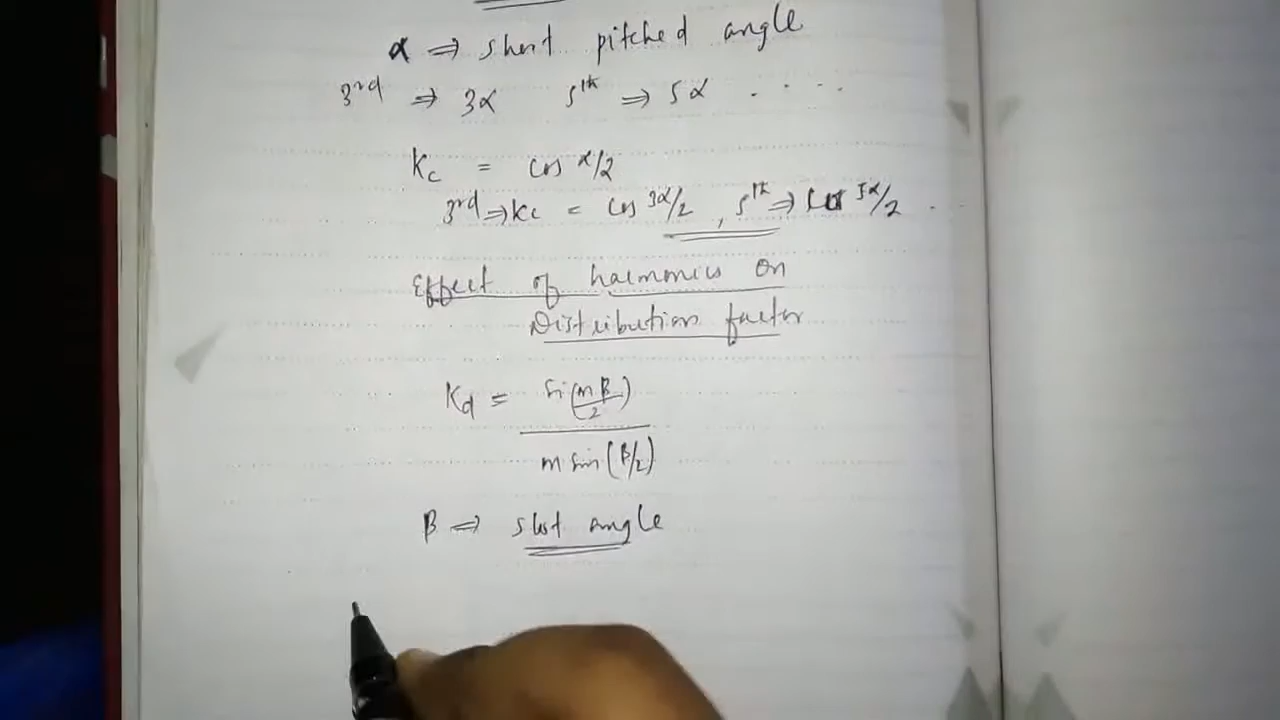 α ⇒ short pitched angle
3rd ⇒ 3α 5th ⇒ 5α . . . .
Kc = cos α/2
3rd ⇒ Kc = cos 3α/2 , 5th ⇒ cos 5α/2 .
Effect of harmonics on
Distribution factor
Kd = sin(mβ/2) / m sin(β/2)
β ⇒ slot angle